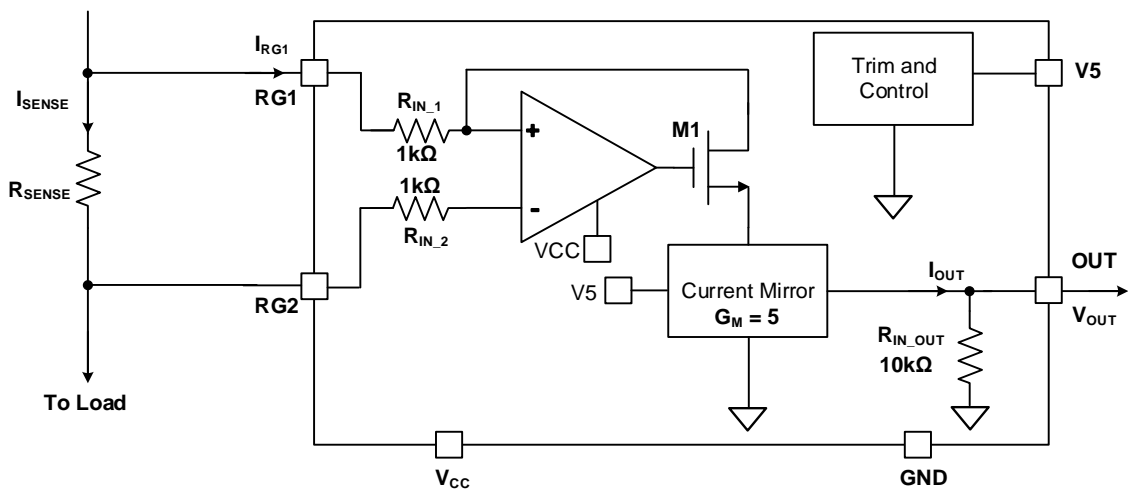 I_RG1
RG1
I_SENSE
R_SENSE
R_IN_1
1kΩ
+
1kΩ
-
R_IN_2
VCC
M1
Trim and
Control
V5
V5
Current Mirror
G_M = 5
I_OUT
OUT
V_OUT
R_IN_OUT
10kΩ
RG2
To Load
V_CC
GND